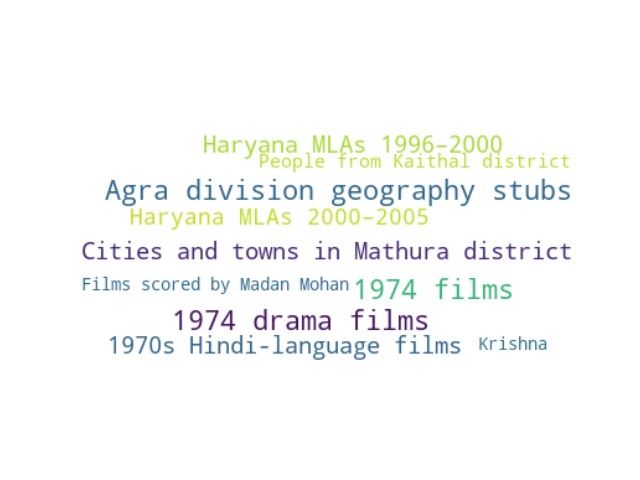 Haryana MLAs 1996–2000
People from Kaithal district
Agra division geography stubs
Haryana MLAs 2000–2005
Cities and towns in Mathura district
Films scored by Madan Mohan
1974 films
1974 drama films
1970s Hindi-language films
Krishna